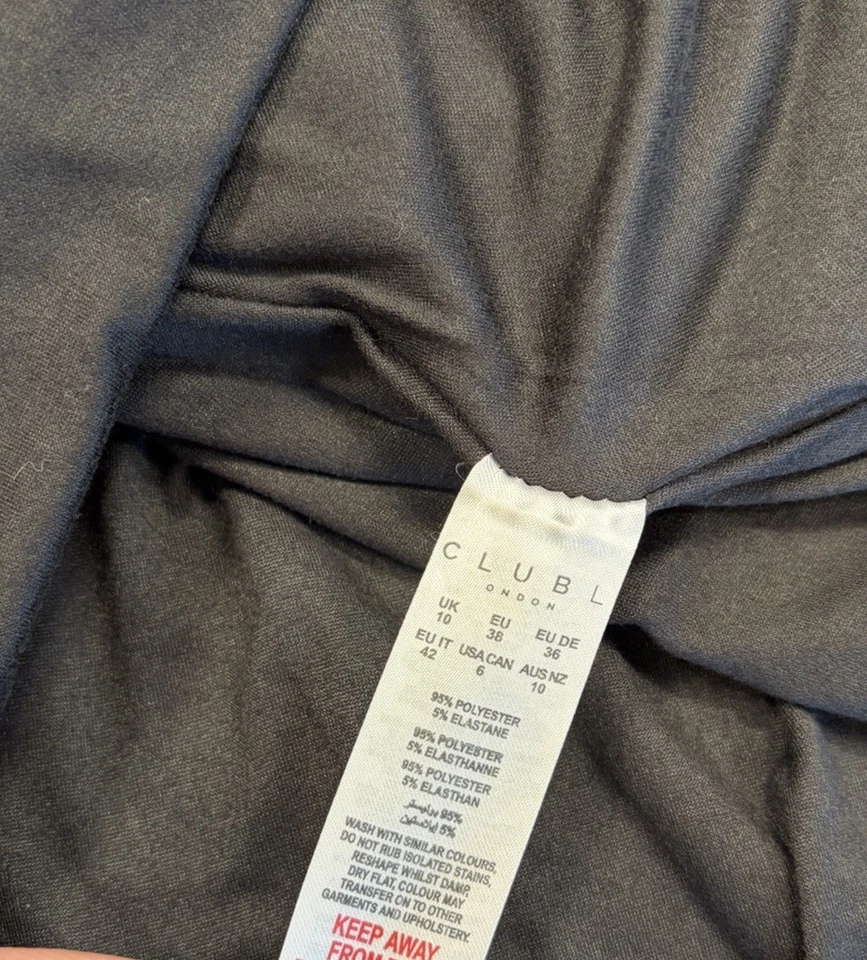 CLUBL
ONDON
UK EU EU DE
10 38 36
EU IT USA CAN AUS NZ
42 6 10
95% POLYESTER
5% ELASTANE
95% POLYESTER
5% ELASTHANNE
95% POLYESTER
5% ELASTHAN
95% بوليستر
5% إيلاستين
WASH WITH SIMILAR COLOURS,
DO NOT RUB ISOLATED STAINS,
RESHAPE WHILST DAMP,
DRY FLAT, COLOUR MAY
TRANSFER ON TO OTHER
GARMENTS AND UPHOLSTERY.
KEEP AWAY
FROM